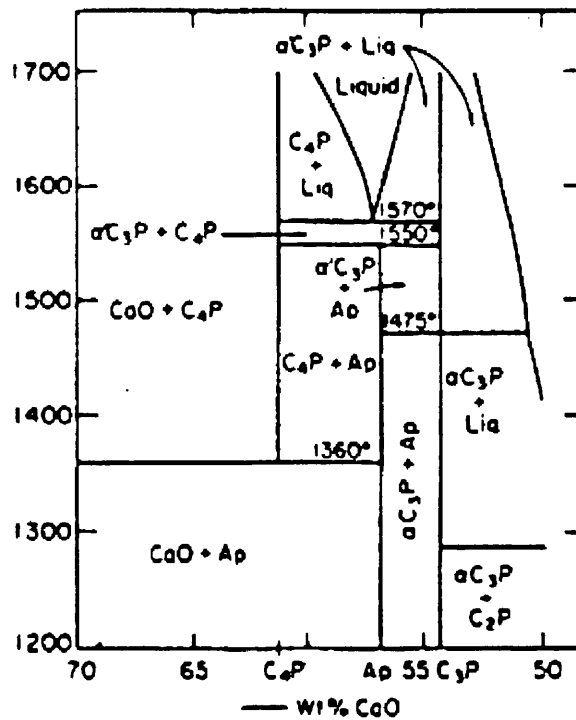 αC₃P + Liq
1700
Liquid
C₄P
+
Liq
1600
1570°
α'C₃P + C₄P
1550°
α'C₃P
+
Ap
1500
CaO + C₄P
1475°
C₄P + Ap
αC₃P
+
Liq
1400
1360°
αC₃P + Ap
1300
CaO + Ap
αC₃P
+
C₂P
1200
70 65 C₄P Ap 55 C₃P 50
Wt % CaO